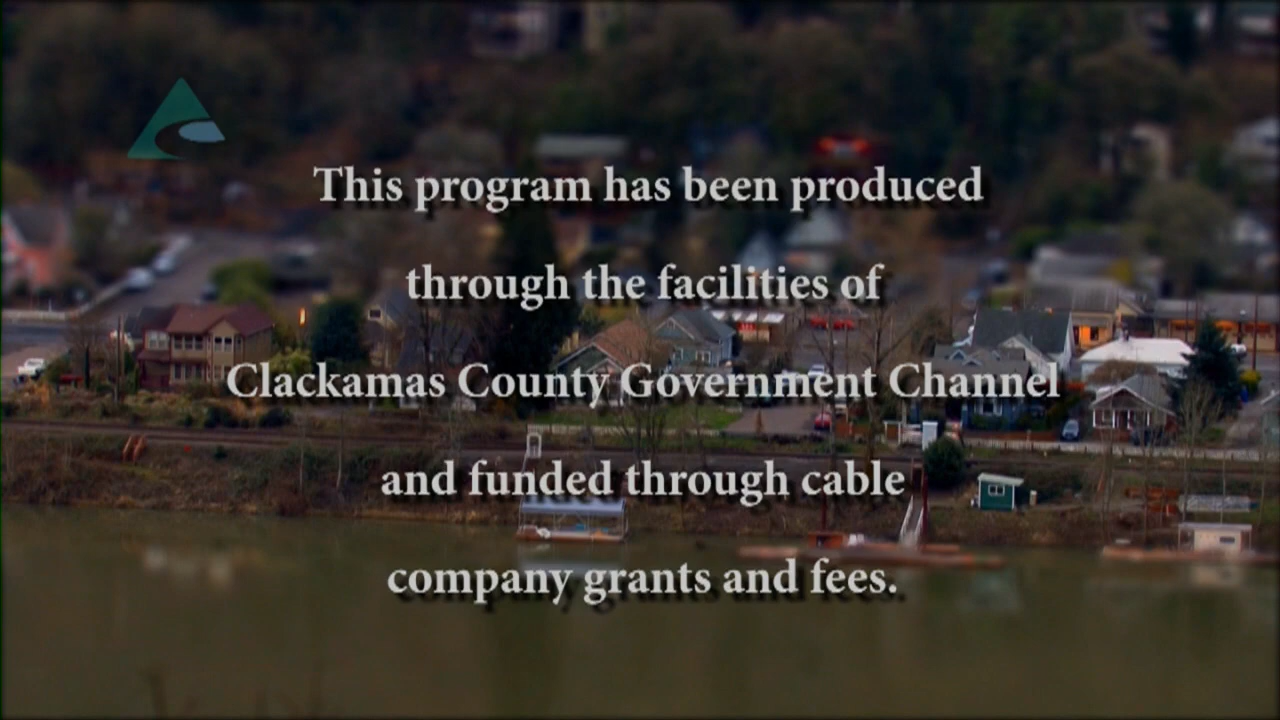 This program has been produced
through the facilities of
Clackamas County Government Channel
and funded through cable
company grants and fees.